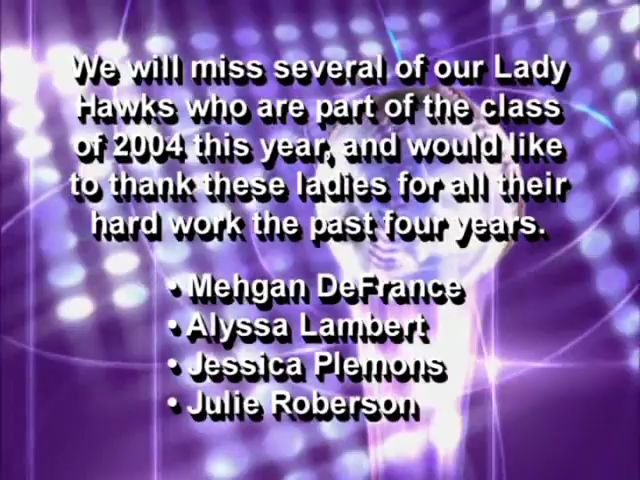 We will miss several of our Lady
Hawks who are part of the class
of 2004 this year, and would like
to thank these ladies for all their
hard work the past four years.
• Mehgan DeFrance
• Alyssa Lambert
• Jessica Plemons
• Julie Roberson